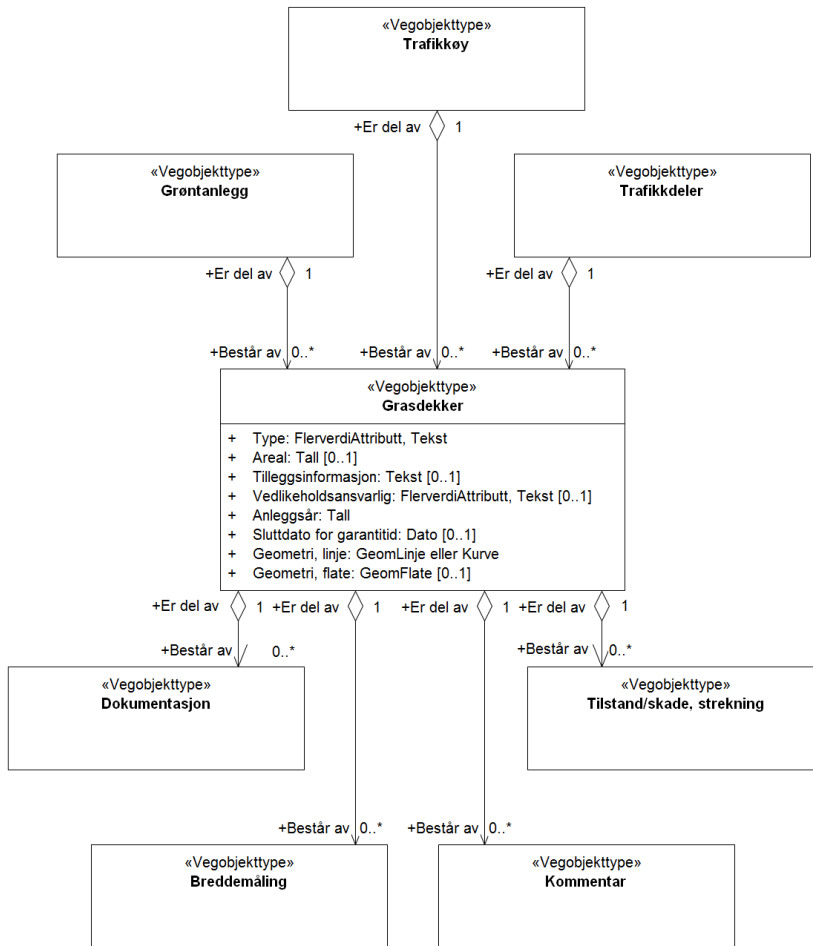 «Vegobjekttype»
Trafikkøy
+Er del av 1
«Vegobjekttype»
Grøntanlegg
«Vegobjekttype»
Trafikkdeler
+Er del av 1
+Er del av 1
+Består av 0..*
+Består av 0..*
+Består av 0..*
«Vegobjekttype»
Grasdekker
+ Type: FlerverdiAttributt, Tekst
+ Areal: Tall [0..1]
+ Tilleggsinformasjon: Tekst [0..1]
+ Vedlikeholdsansvarlig: FlerverdiAttributt, Tekst [0..1]
+ Anleggsår: Tall
+ Sluttdato for garantitid: Dato [0..1]
+ Geometri, linje: GeomLinje eller Kurve
+ Geometri, flate: GeomFlate [0..1]
+Er del av 1
+Er del av 1
+Er del av 1
+Er del av 1
+Består av 0..*
+Består av 0..*
«Vegobjekttype»
Dokumentasjon
«Vegobjekttype»
Tilstand/skade, strekning
+Består av 0..*
+Består av 0..*
«Vegobjekttype»
Breddemåling
«Vegobjekttype»
Kommentar